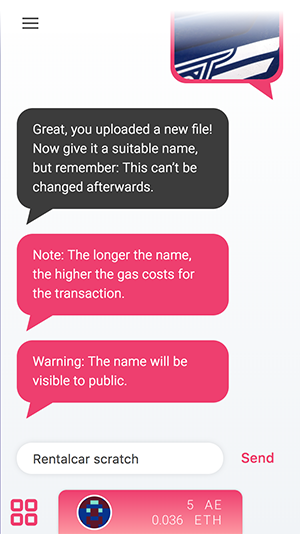 Great, you uploaded a new file!
Now give it a suitable name,
but remember: This can't be
changed afterwards.
Note: The longer the name,
the higher the gas costs for
the transaction.
Warning: The name will be
visible to public.
Rentalcar scratch
Send
5 AE
0.036 ETH